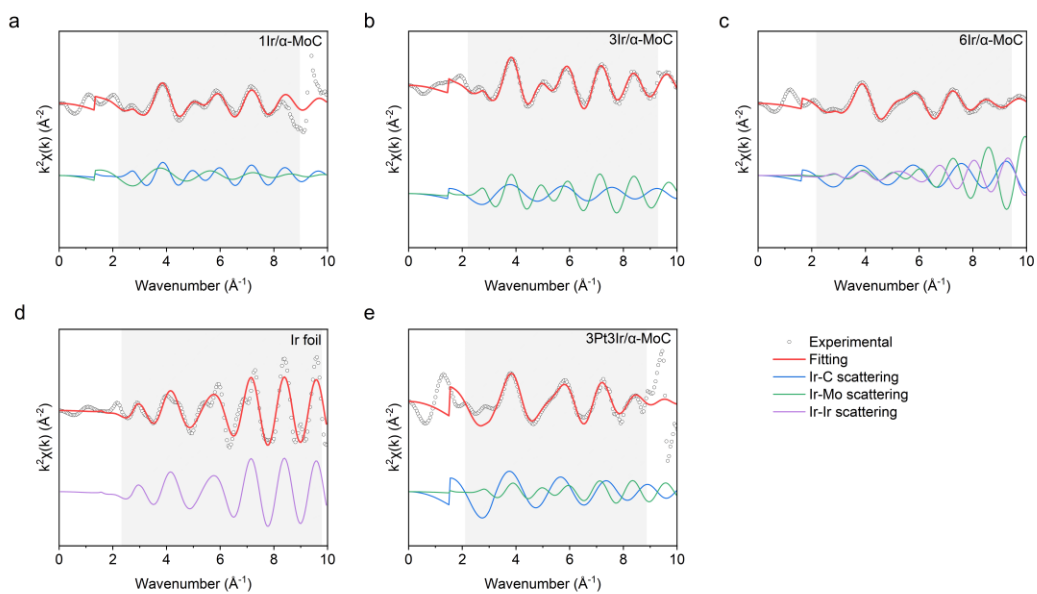 a
1Ir/α-MoC
k²χ(k) (Å⁻²)
0 2 4 6 8 10
Wavenumber (Å⁻¹)
b
3Ir/α-MoC
k²χ(k) (Å⁻²)
0 2 4 6 8 10
Wavenumber (Å⁻¹)
c
6Ir/α-MoC
k²χ(k) (Å⁻²)
0 2 4 6 8 10
Wavenumber (Å⁻¹)
d
Ir foil
k²χ(k) (Å⁻²)
0 2 4 6 8 10
Wavenumber (Å⁻¹)
e
3Pt3Ir/α-MoC
k²χ(k) (Å⁻²)
0 2 4 6 8 10
Wavenumber (Å⁻¹)
Experimental
Fitting
Ir-C scattering
Ir-Mo scattering
Ir-Ir scattering